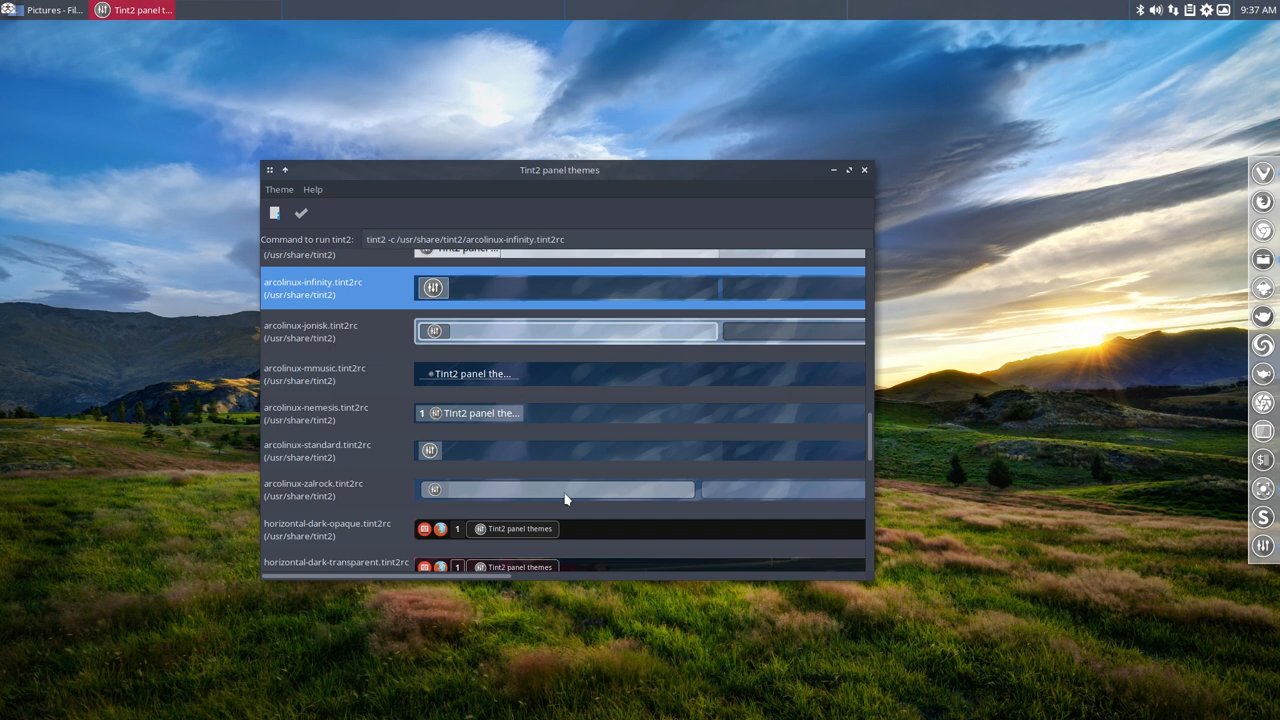 Pictures - Fil...
Tint2 panel t...
9:37 AM
Tint2 panel themes
Theme Help
Command to run tint2: tint2 -c /usr/share/tint2/arcolinux-infinity.tint2rc
(/usr/share/tint2)
Tint2 panel ...
arcolinux-infinity.tint2rc
(/usr/share/tint2)
arcolinux-jonisk.tint2rc
(/usr/share/tint2)
arcolinux-mmusic.tint2rc
(/usr/share/tint2)
Tint2 panel the...
arcolinux-nemesis.tint2rc
(/usr/share/tint2)
1 Tint2 panel the...
arcolinux-standard.tint2rc
(/usr/share/tint2)
arcolinux-zalrock.tint2rc
(/usr/share/tint2)
horizontal-dark-opaque.tint2rc
(/usr/share/tint2)
1 Tint2 panel themes
horizontal-dark-transparent.tint2rc
1 Tint2 panel themes